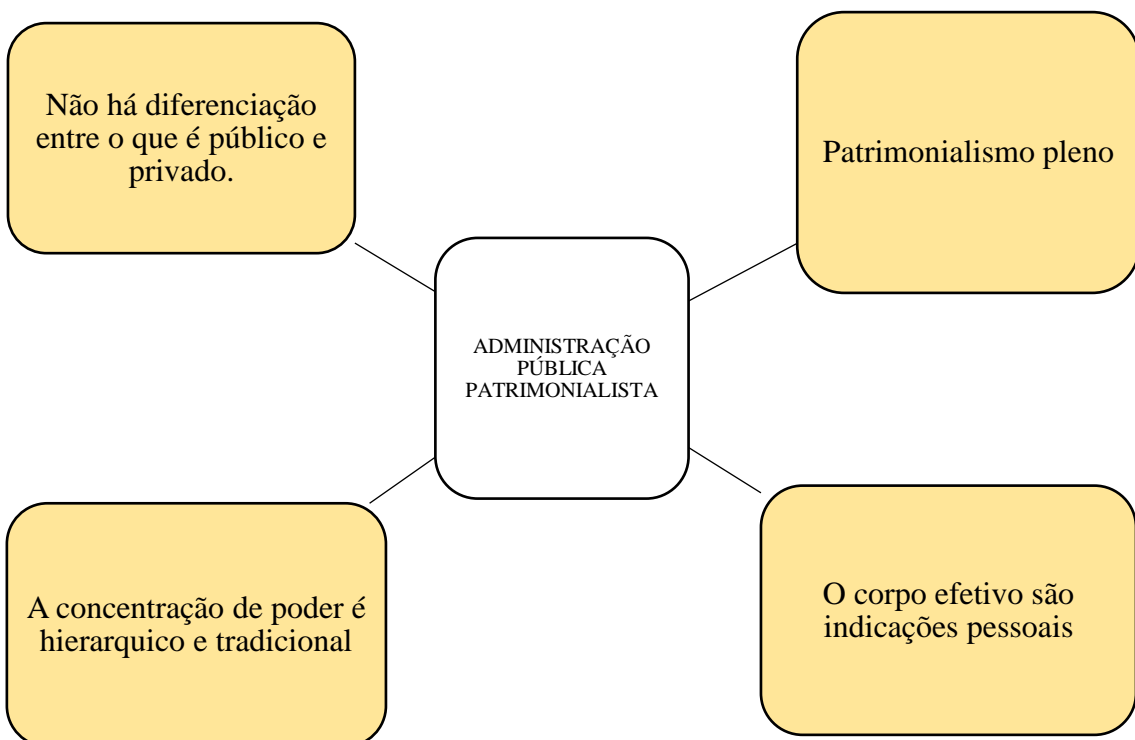 Não há diferenciação
entre o que é público e
privado.
Patrimonialismo pleno
ADMINISTRAÇÃO
PÚBLICA
PATRIMONIALISTA
A concentração de poder é
hierarquico e tradicional
O corpo efetivo são
indicações pessoais